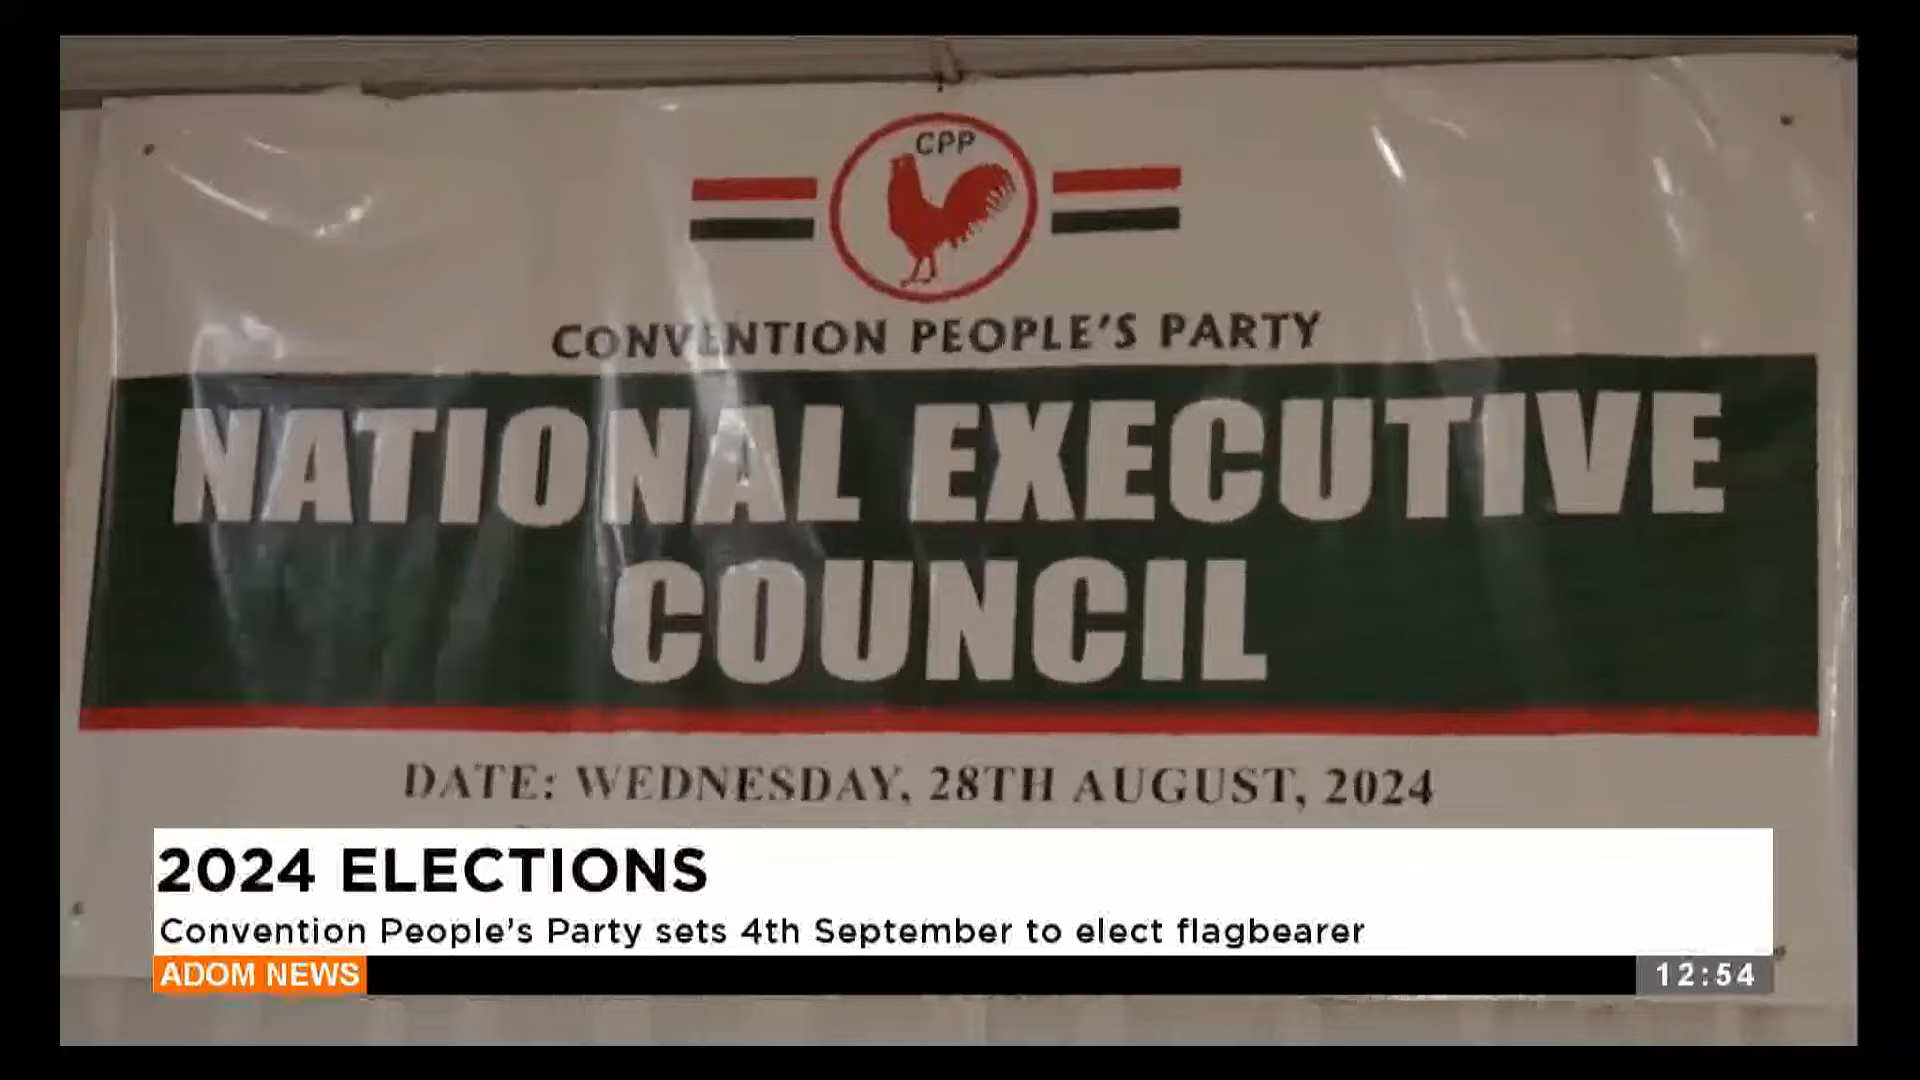 CPP
CONVENTION PEOPLE'S PARTY
NATIONAL EXECUTIVE
COUNCIL
DATE: WEDNESDAY, 28TH AUGUST, 2024
2024 ELECTIONS
Convention People's Party sets 4th September to elect flagbearer
ADOM NEWS
12:54